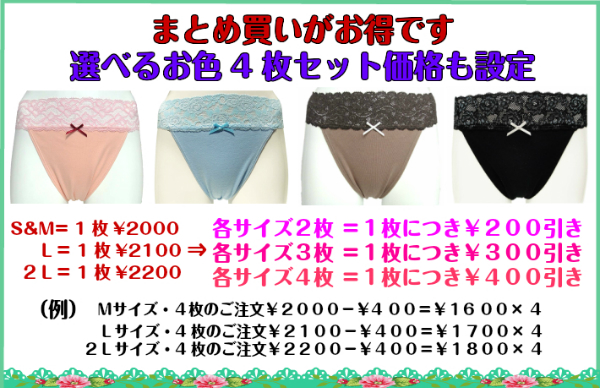 まとめ買いがお得です
選べるお色４枚セット価格も設定
S&M=１枚¥2000
L=１枚¥2100⇒
２L=１枚¥2200
各サイズ２枚＝１枚につき￥２００引き
各サイズ３枚＝１枚につき￥３００引き
各サイズ４枚＝１枚につき￥４００引き
（例）　Mサイズ・４枚のご注文￥２０００－￥４００＝￥１６００×４
Lサイズ・４枚のご注文￥２１００－￥４００＝￥１７００×４
２Lサイズ・４枚のご注文￥２２００－￥４００＝￥１８００×４